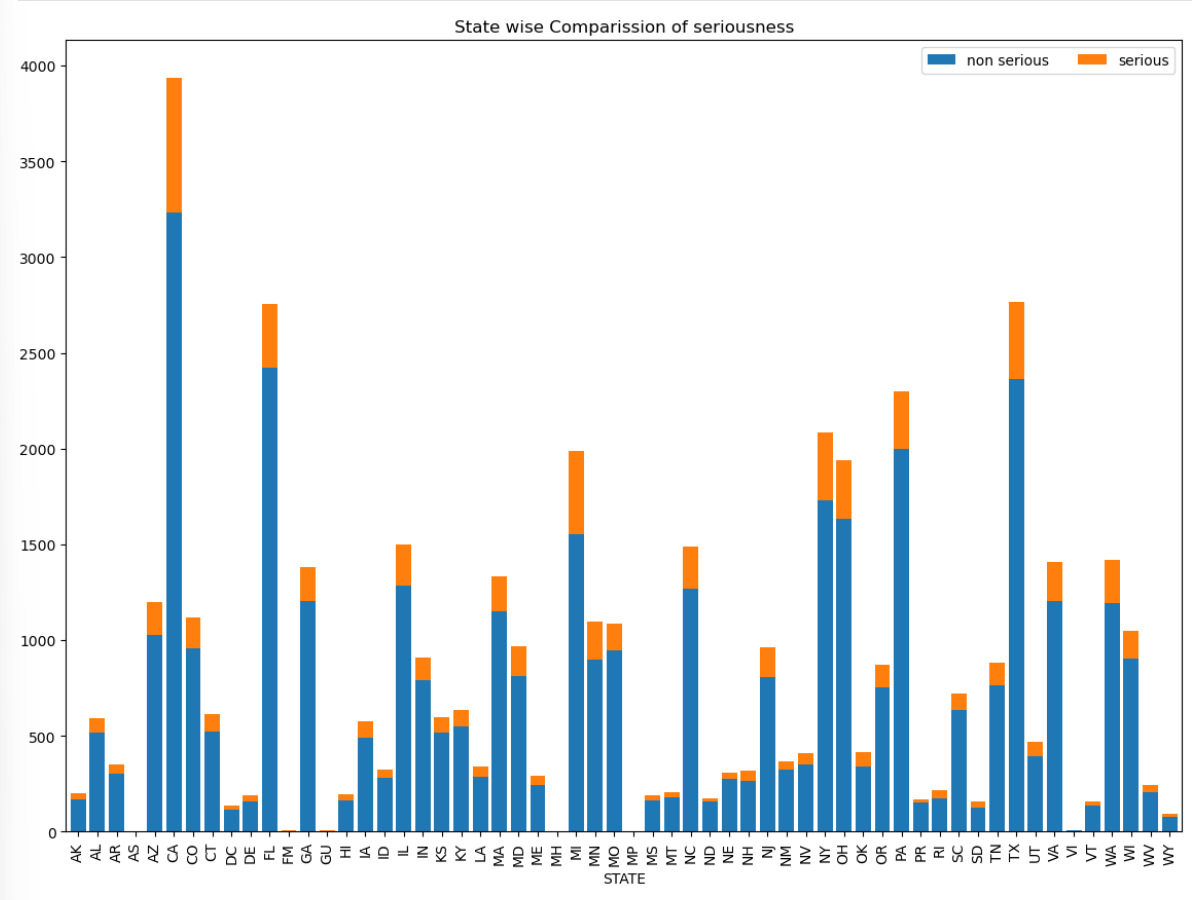 State wise Comparission of seriousness
non serious serious
4000
3500
3000
2500
2000
1500
1000
500
0
AK AL AR AS AZ CA CO CT DC DE FL FM GA GU HI IA ID IL IN KS KY LA MA MD ME MH MI MN MO MP MS MT NC ND NE NH NJ NM NV NY OH OK OR PA PR RI SC SD TN TX UT VA VI VT WA WI WV WY
STATE